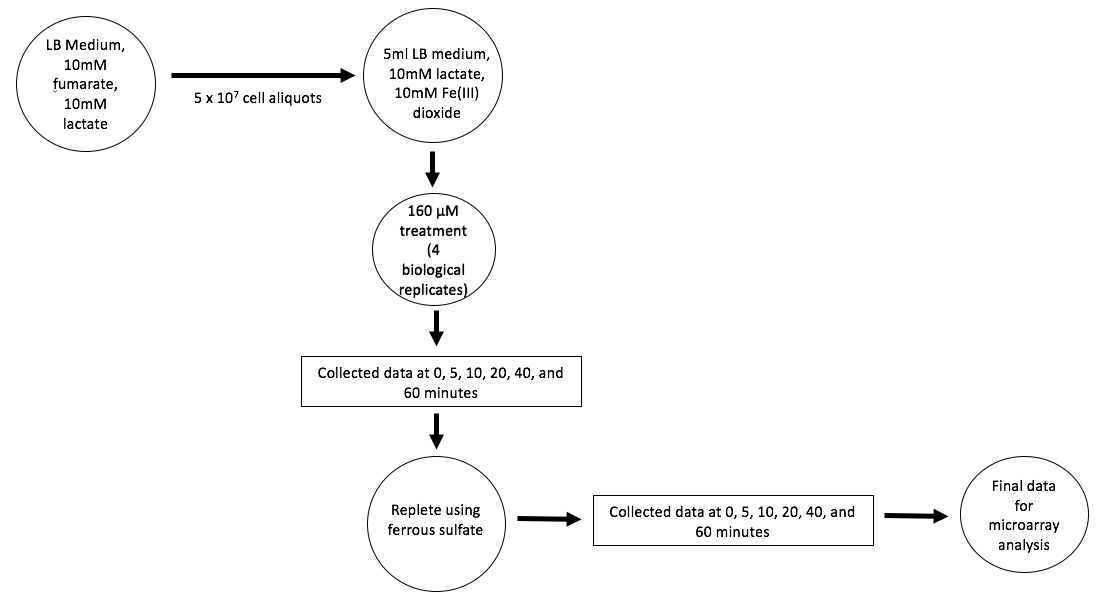 LB Medium,
10mM
fumarate,
10mM
lactate
5 x 10⁷ cell aliquots
5ml LB medium,
10mM lactate,
10mM Fe(III)
dioxide
160 µM
treatment
(4
biological
replicates)
Collected data at 0, 5, 10, 20, 40, and
60 minutes
Replete using
ferrous sulfate
Collected data at 0, 5, 10, 20, 40, and
60 minutes
Final data
for
microarray
analysis